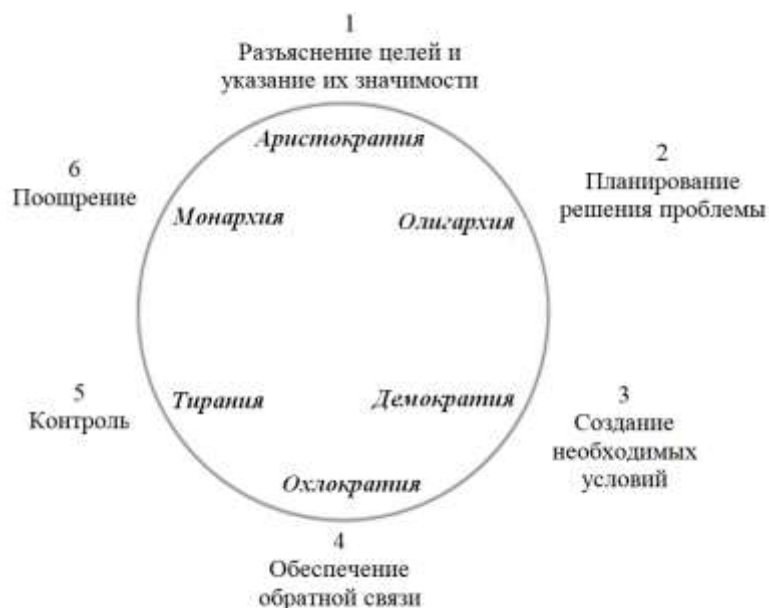 1
Разъяснение целей и
указание их значимости
Аристократия
6
Поощрение
2
Планирование
решения проблемы
Монархия
Олигархия
5
Контроль
Тирания
Демократия
3
Создание
необходимых
условий
Охлократия
4
Обеспечение
обратной связи